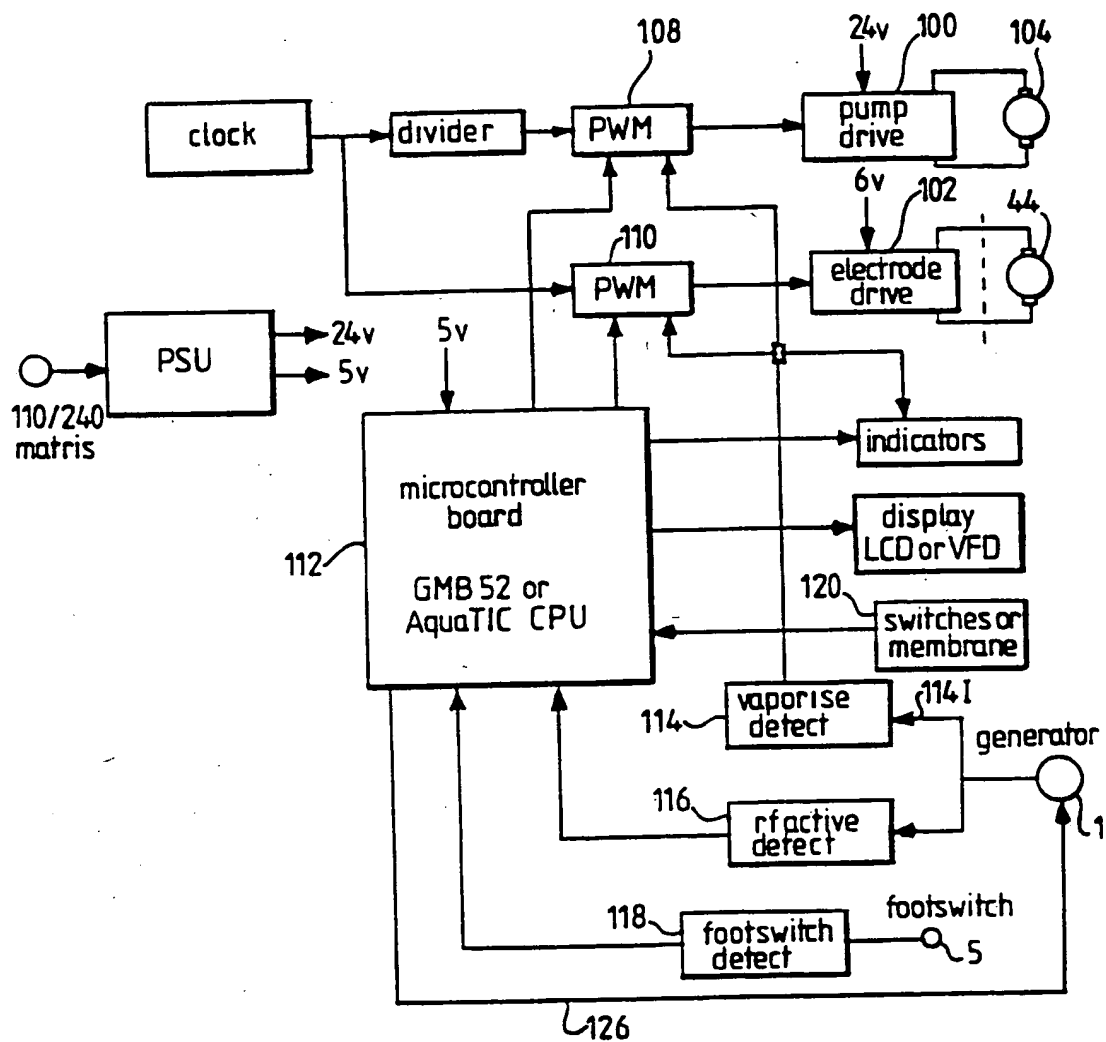 108
24v
100
104
clock
divider
PWM
pump
drive
6v
102
44
110
PWM
electrode
drive
PSU
24v
5v
5v
110/240
matris
indicators
microcontroller
board
GMB 52 or
AquaTIC CPU
112
display
LCD or VFD
120
switches or
membrane
114
vaporise
detect
114 I
generator
1
116
rf active
detect
118
footswitch
detect
footswitch
5
126